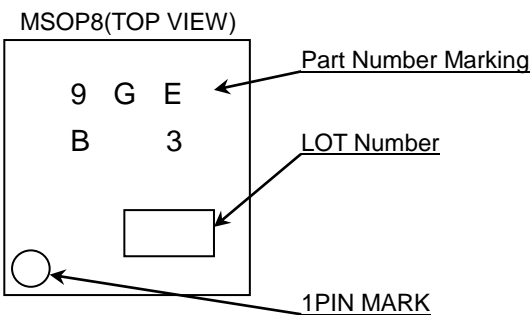 MSOP8(TOP VIEW)
Part Number Marking
9 G E
B 3
LOT Number
1PIN MARK